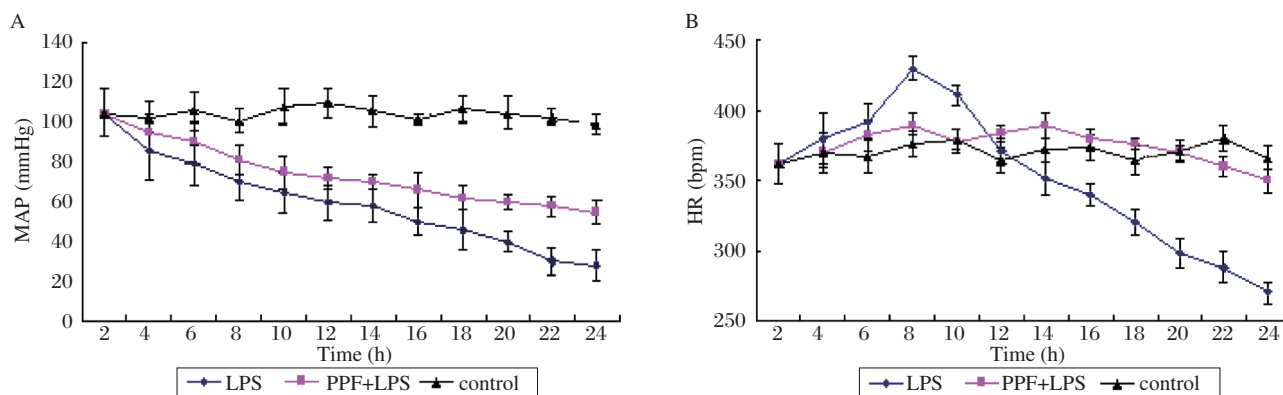 A
MAP (mmHg)
140
120
100
80
60
40
20
0
2 4 6 8 10 12 14 16 18 20 22 24
Time (h)
LPS PPF+LPS control
B
HR (bpm)
450
400
350
300
250
2 4 6 8 10 12 14 16 18 20 22 24
Time (h)
LPS PPF+LPS control